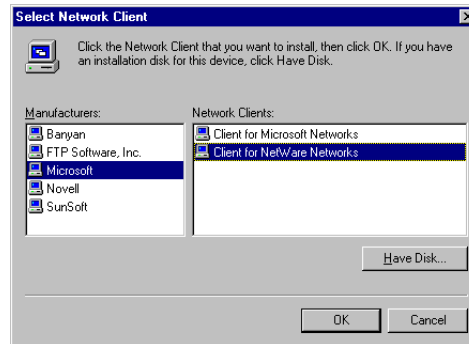 Select Network Client
Click the Network Client that you want to install, then click OK. If you have
an installation disk for this device, click Have Disk.
Manufacturers:
Banyan
FTP Software, Inc.
Microsoft
Novell
SunSoft
Network Clients:
Client for Microsoft Networks
Client for NetWare Networks
Have Disk...
OK
Cancel